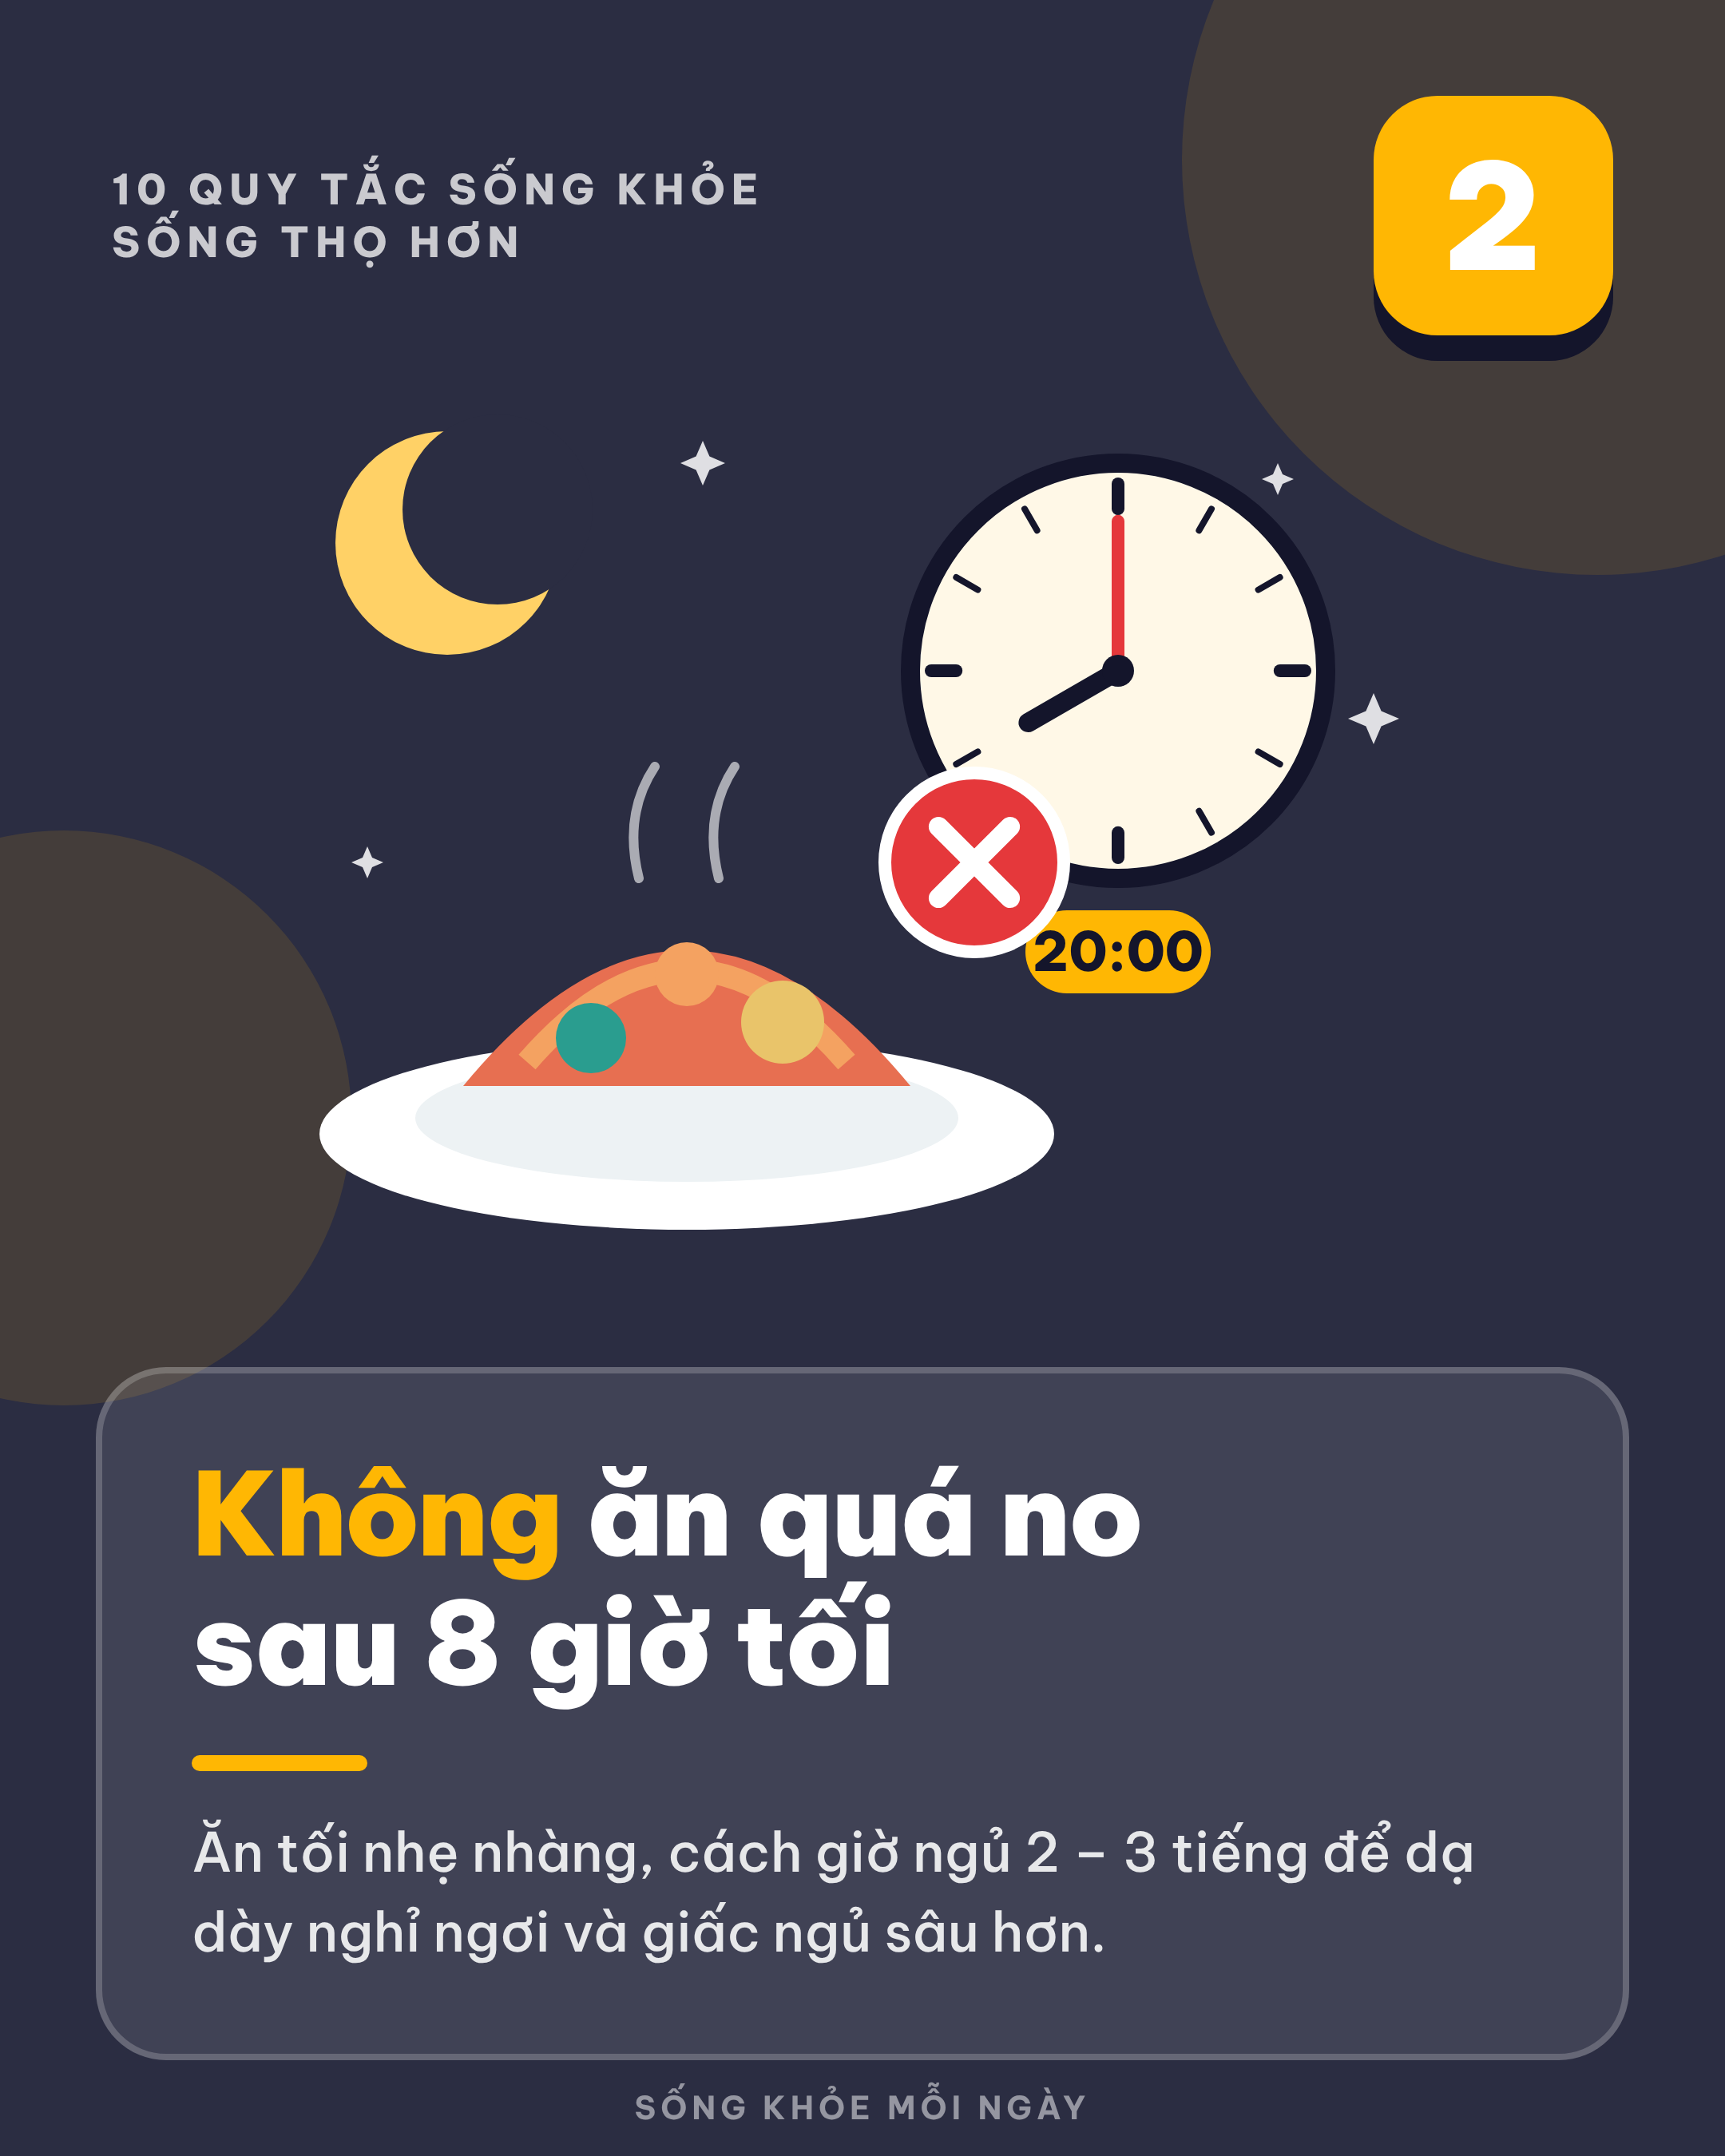 10 QUY TẮC SỐNG KHỎE
SỐNG THỌ HƠN
2
20:00
Không ăn quá no
sau 8 giờ tối
Ăn tối nhẹ nhàng, cách giờ ngủ 2 – 3 tiếng để dạ
dày nghỉ ngơi và giấc ngủ sâu hơn.
SỐNG KHỎE MỖI NGÀY